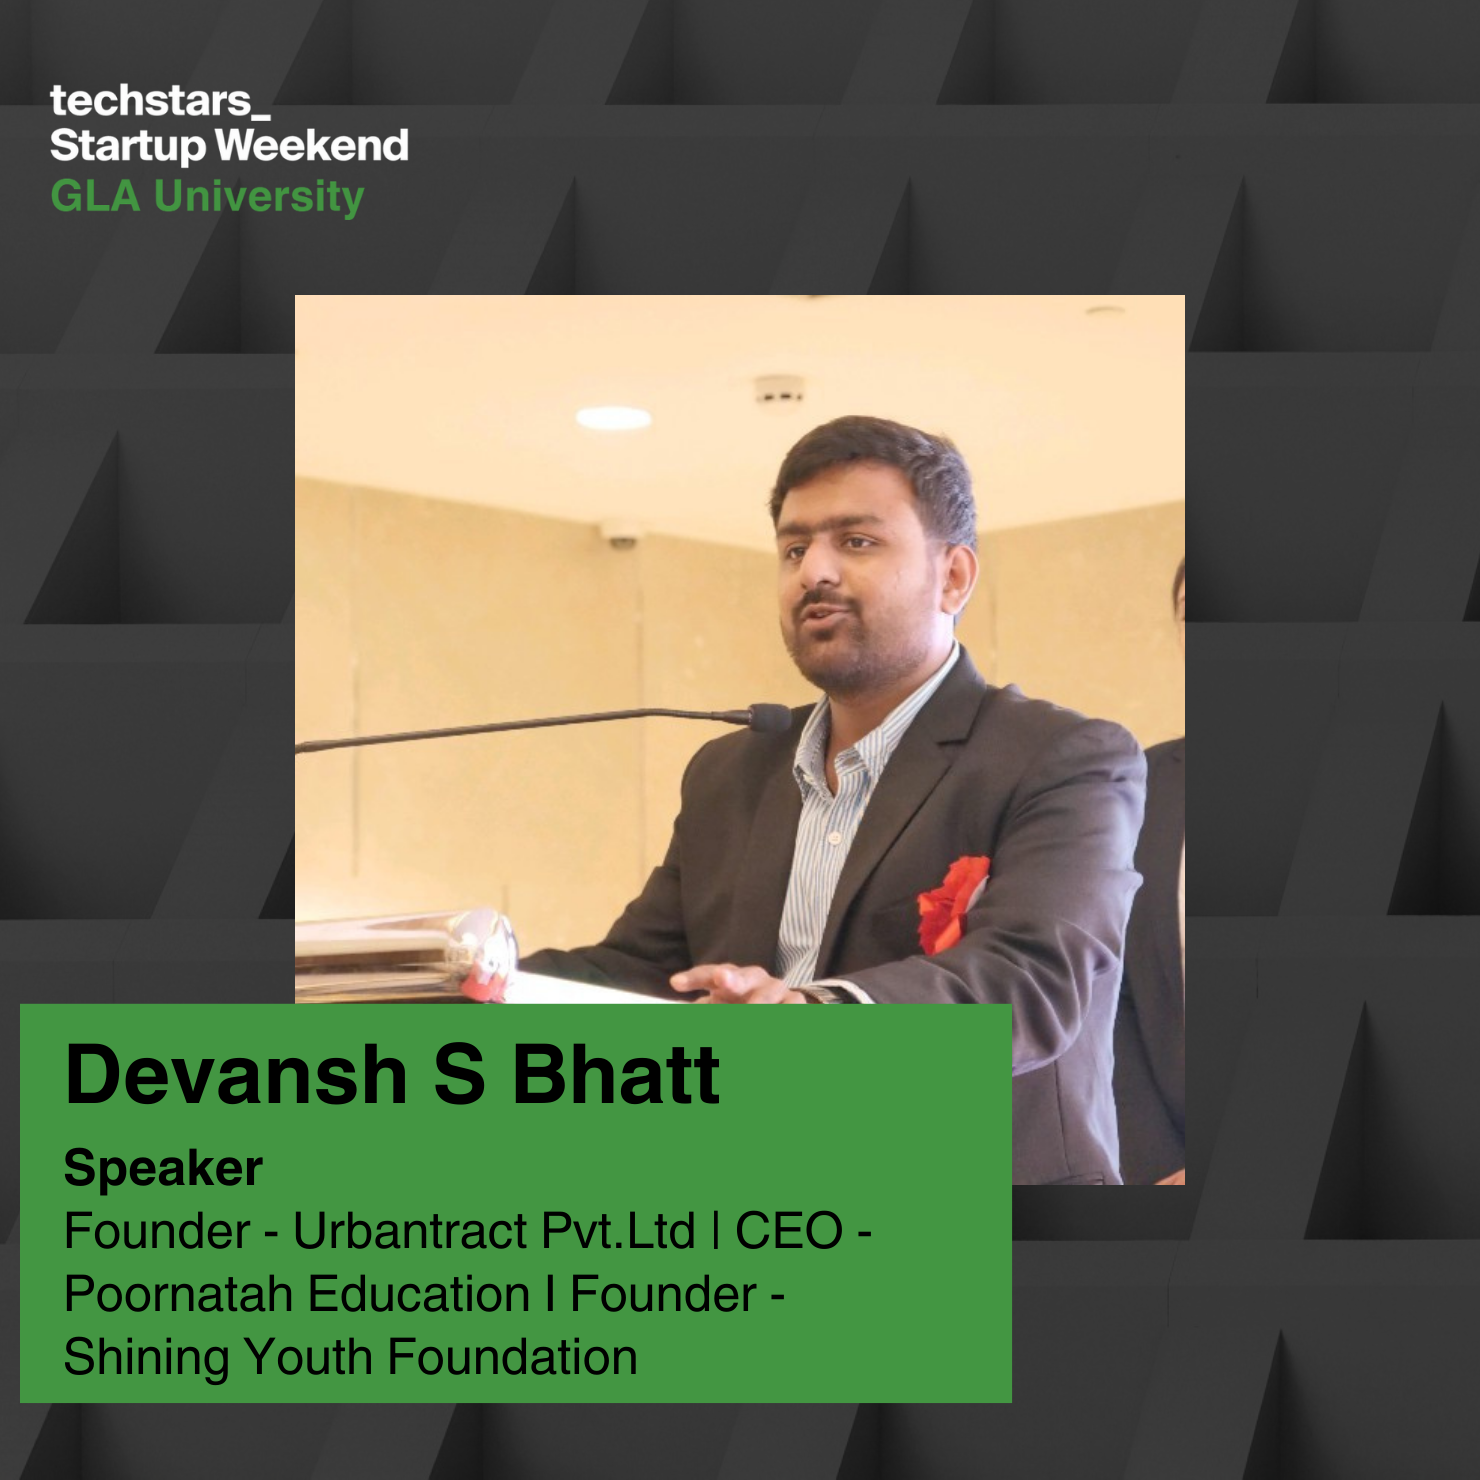 techstars_
Startup Weekend
GLA University
Devansh S Bhatt
Speaker
Founder - Urbantract Pvt.Ltd | CEO -
Poornatah Education I Founder -
Shining Youth Foundation